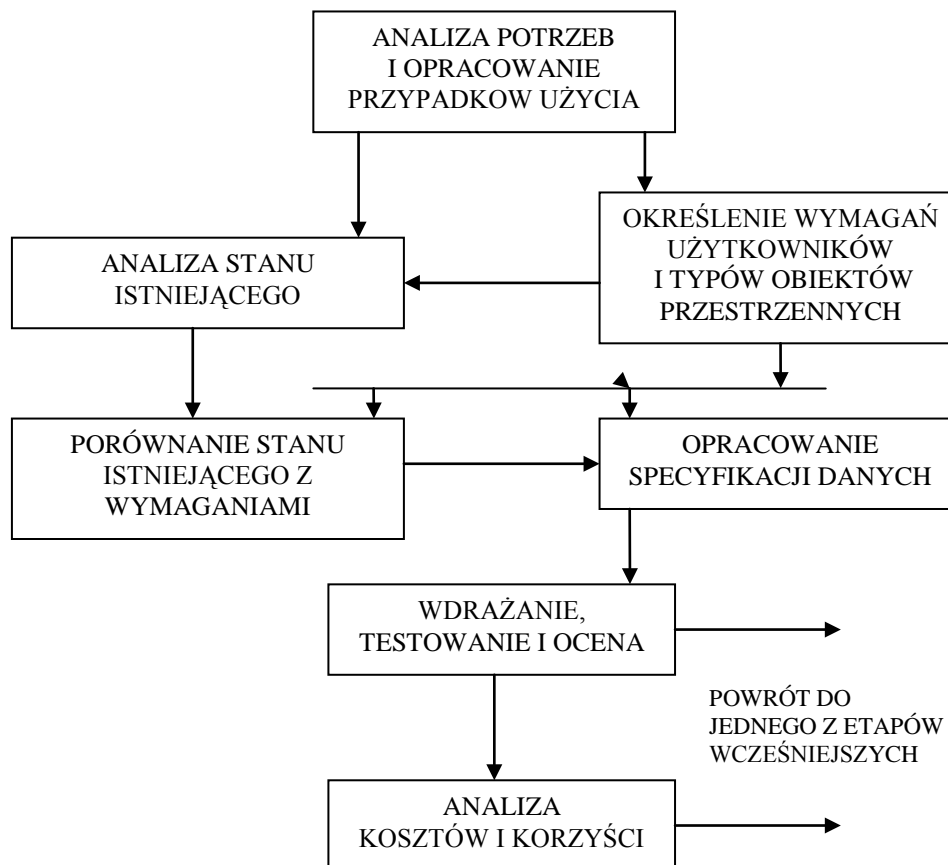 ANALIZA POTRZEB
I OPRACOWANIE
PRZYPADKOW UŻYCIA
OKREŚLENIE WYMAGAŃ
UŻYTKOWNIKÓW
I TYPÓW OBIEKTÓW
PRZESTRZENNYCH
ANALIZA STANU
ISTNIEJĄCEGO
PORÓWNANIE STANU
ISTNIEJĄCEGO Z
WYMAGANIAMI
OPRACOWANIE
SPECYFIKACJI DANYCH
WDRAŻANIE,
TESTOWANIE I OCENA
POWRÓT DO
JEDNEGO Z ETAPÓW
WCZEŚNIEJSZYCH
ANALIZA
KOSZTÓW I KORZYŚCI